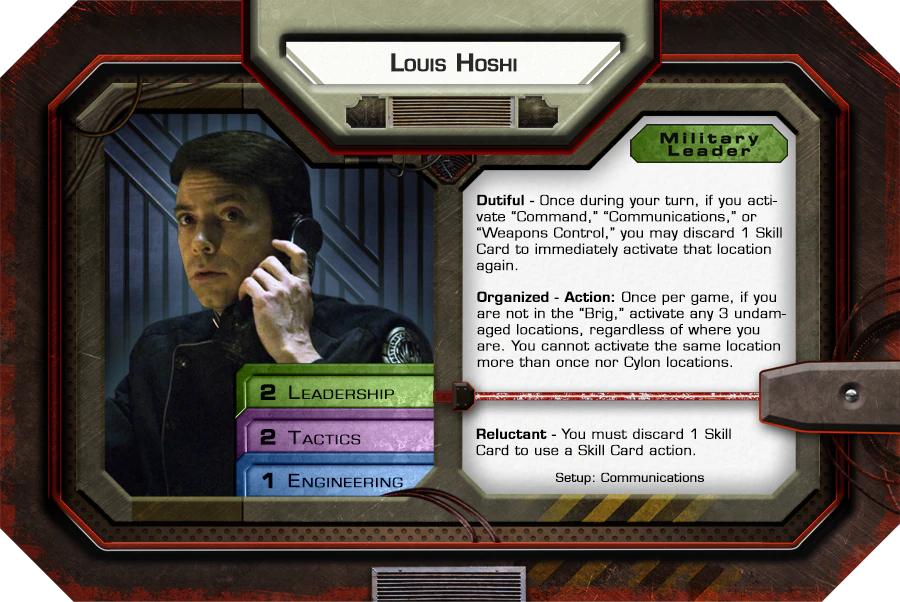 Louis Hoshi
Military
Leader
Dutiful - Once during your turn, if you acti-
vate “Command,” “Communications,” or
“Weapons Control,” you may discard 1 Skill
Card to immediately activate that location
again.
Organized - Action: Once per game, if you
are not in the “Brig,” activate any 3 undam-
aged locations, regardless of where you
are. You cannot activate the same location
more than once nor Cylon locations.
Reluctant - You must discard 1 Skill
Card to use a Skill Card action.
Setup: Communications
2 Leadership
2 Tactics
1 Engineering